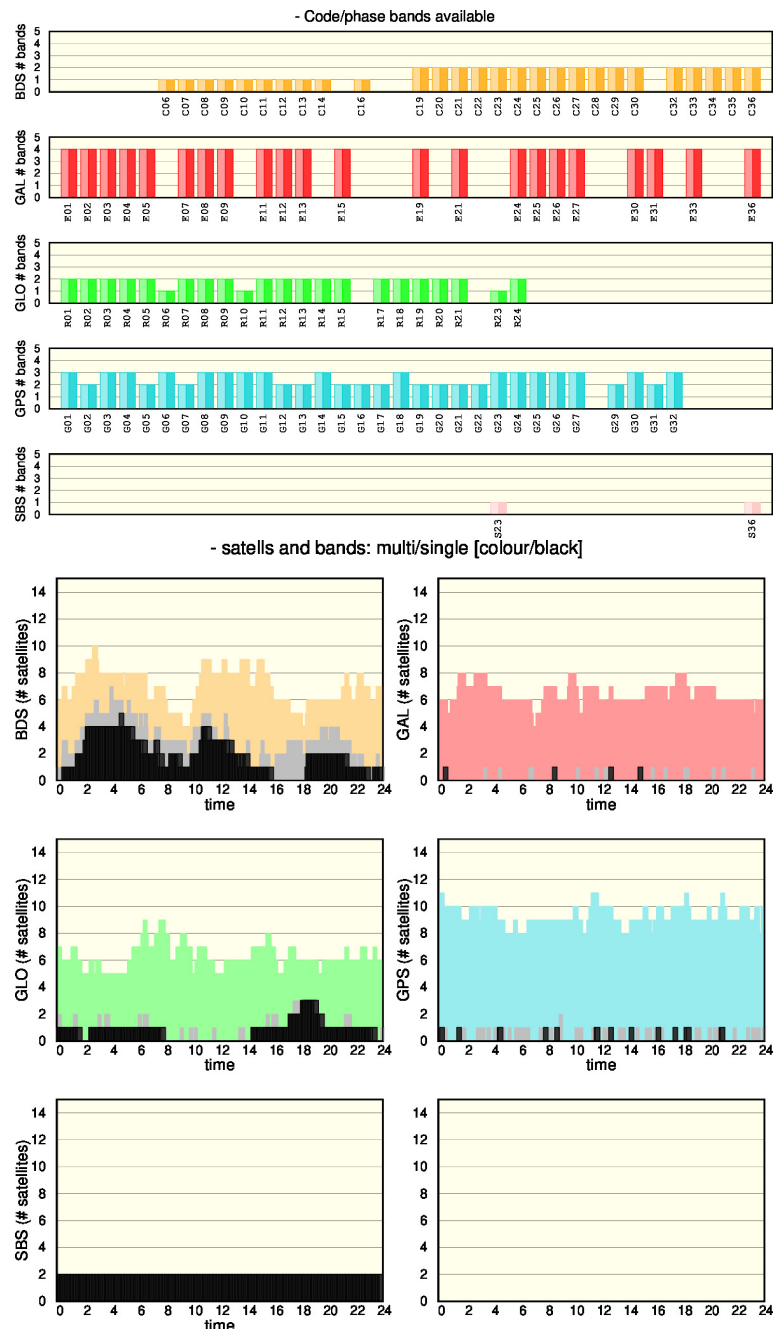 - Code/phase bands available
BDS # bands
5
4
3
2
1
0
C06 C07 C08 C09 C10 C11 C12 C13 C14 C16 C19 C20 C21 C22 C23 C24 C25 C26 C27 C28 C29 C30 C32 C33 C34 C35 C36
GAL # bands
5
4
3
2
1
0
E01 E02 E03 E04 E05 E07 E08 E09 E11 E12 E13 E15 E19 E21 E24 E25 E26 E27 E30 E31 E33 E36
GLO # bands
5
4
3
2
1
0
R01 R02 R03 R04 R05 R06 R07 R08 R09 R10 R11 R12 R13 R14 R15 R17 R18 R19 R20 R21 R23 R24
GPS # bands
5
4
3
2
1
0
G01 G02 G03 G04 G05 G06 G07 G08 G09 G10 G11 G12 G13 G14 G15 G16 G17 G18 G19 G20 G21 G22 G23 G24 G25 G26 G27 G29 G30 G31 G32
SBS # bands
5
4
3
2
1
0
S23 S36
- satells and bands: multi/single [colour/black]
BDS (# satellites)
14
12
10
8
6
4
2
0
0 2 4 6 8 10 12 14 16 18 20 22 24
time
GAL (# satellites)
14
12
10
8
6
4
2
0
0 2 4 6 8 10 12 14 16 18 20 22 24
time
GLO (# satellites)
14
12
10
8
6
4
2
0
0 2 4 6 8 10 12 14 16 18 20 22 24
time
GPS (# satellites)
14
12
10
8
6
4
2
0
0 2 4 6 8 10 12 14 16 18 20 22 24
time
SBS (# satellites)
14
12
10
8
6
4
2
0
0 2 4 6 8 10 12 14 16 18 20 22 24
time
14
12
10
8
6
4
2
0
0 2 4 6 8 10 12 14 16 18 20 22 24